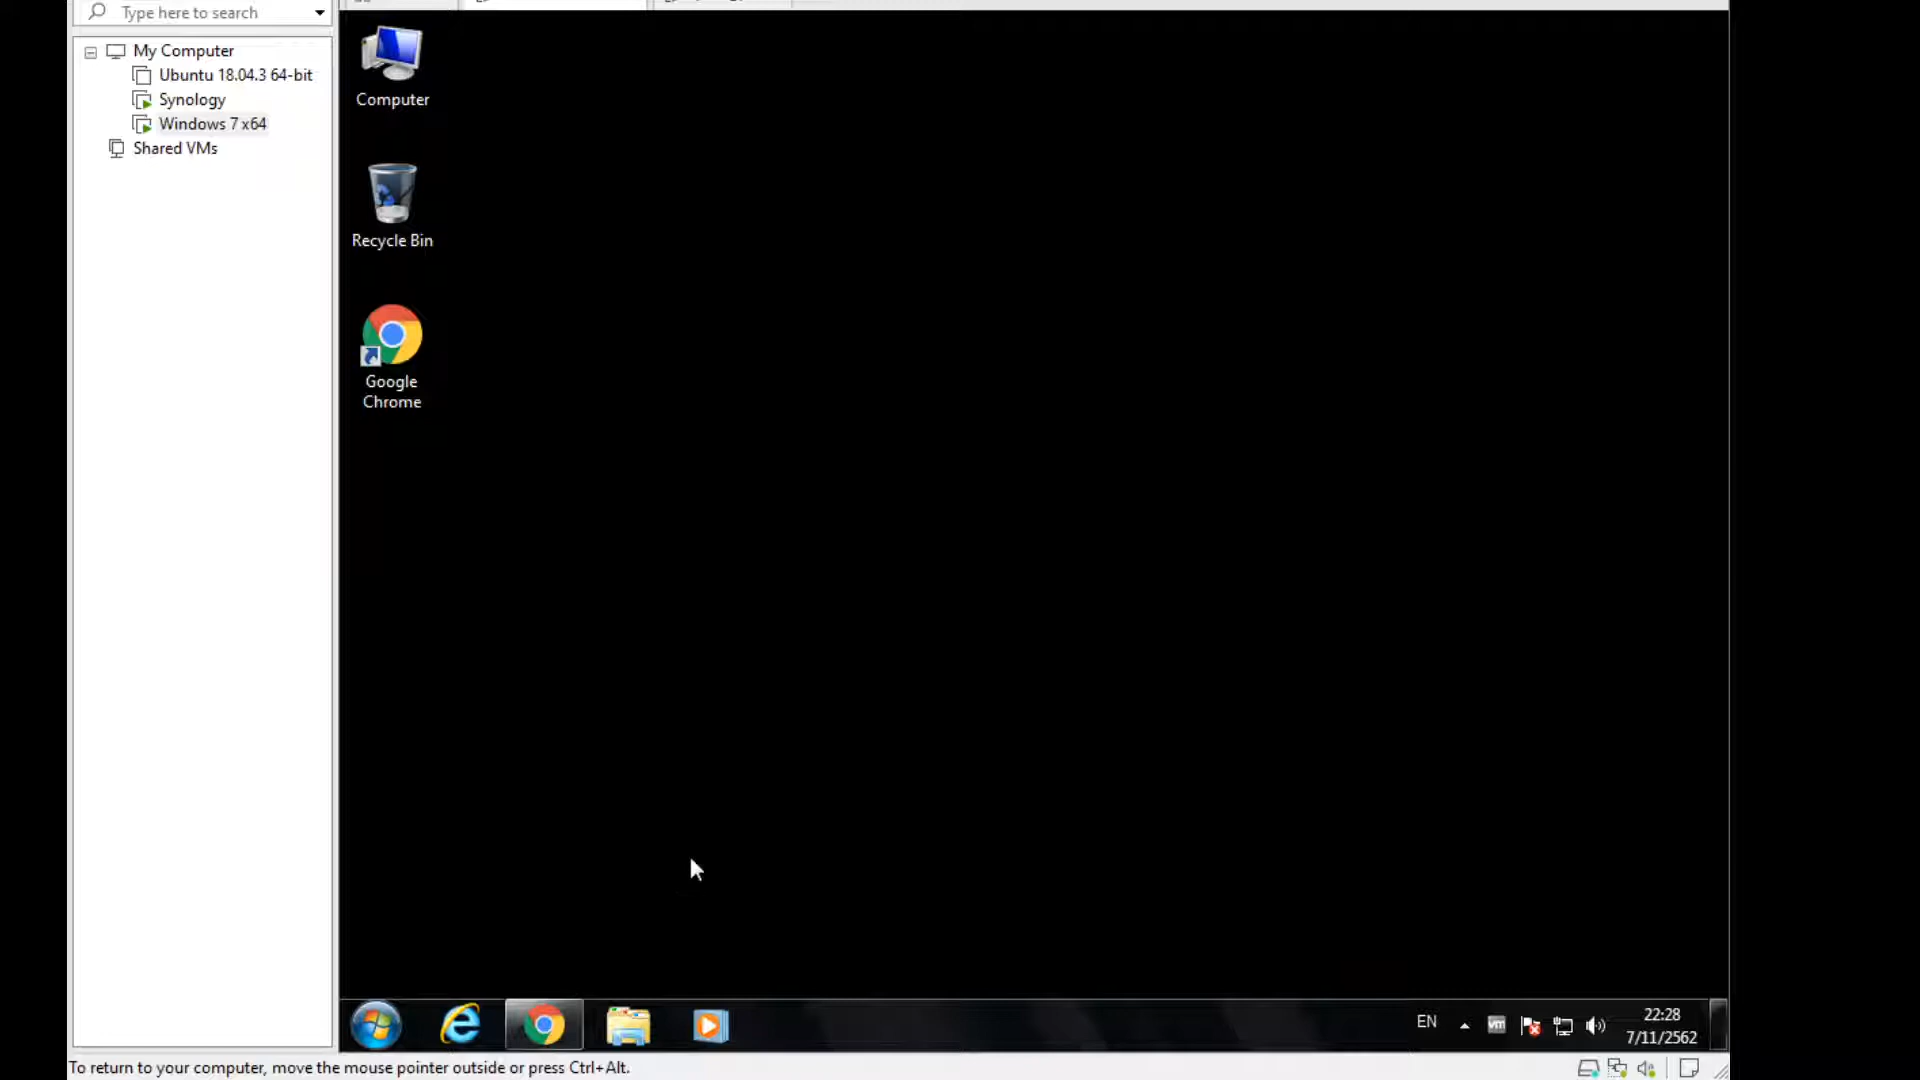 Type here to search
My Computer
Ubuntu 18.04.3 64-bit
Synology
Windows 7 x64
Shared VMs
Computer
Recycle Bin
Google
Chrome
EN
vm
22:28
7/11/2562
To return to your computer, move the mouse pointer outside or press Ctrl+Alt.